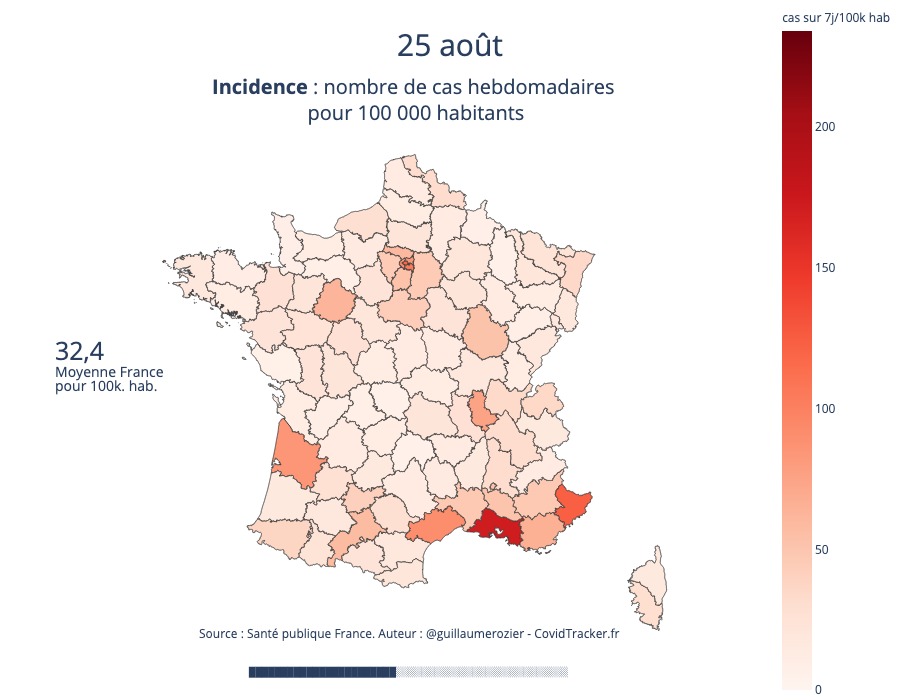 cas sur 7j/100k hab
25 août
Incidence : nombre de cas hebdomadaires
pour 100 000 habitants
200
150
32,4
Moyenne France
pour 100k. hab.
100
50
Source : Santé publique France. Auteur : @guillaumerozier - CovidTracker.fr
0